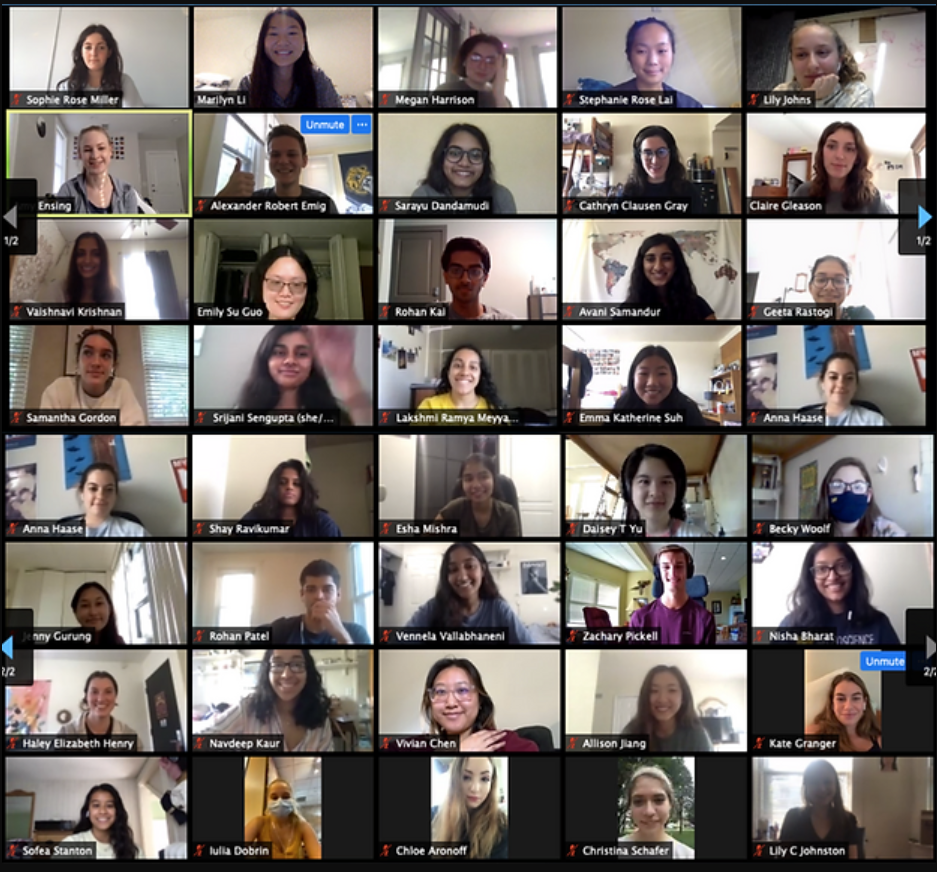 Sophie Rose Miller
Marilyn Li
Megan Harrison
Stephanie Rose Lai
Lily Johns
Ensing
Unmute ...
Alexander Robert Emig
Sarayu Dandamudi
Cathryn Clausen Gray
Claire Gleason
1/2
1/2
Vaishnavi Krishnan
Emily Su Guo
Rohan Kai
Avani Samandur
Geeta Rastogi
Samantha Gordon
Srijani Sengupta (she/...
Lakshmi Ramya Meyya...
Emma Katherine Suh
Anna Haase
Anna Haase
Shay Ravikumar
Esha Mishra
Daisey T Yu
Becky Woolf
enny Gurung
Rohan Patel
Vennela Vallabhaneni
Zachary Pickell
Nisha Bharat
2/2
2/2
Unmute
Haley Elizabeth Henry
Navdeep Kaur
Vivian Chen
Allison Jiang
Kate Granger
Sofea Stanton
Iulia Dobrin
Chloe Aronoff
Christina Schafer
Lily C Johnston